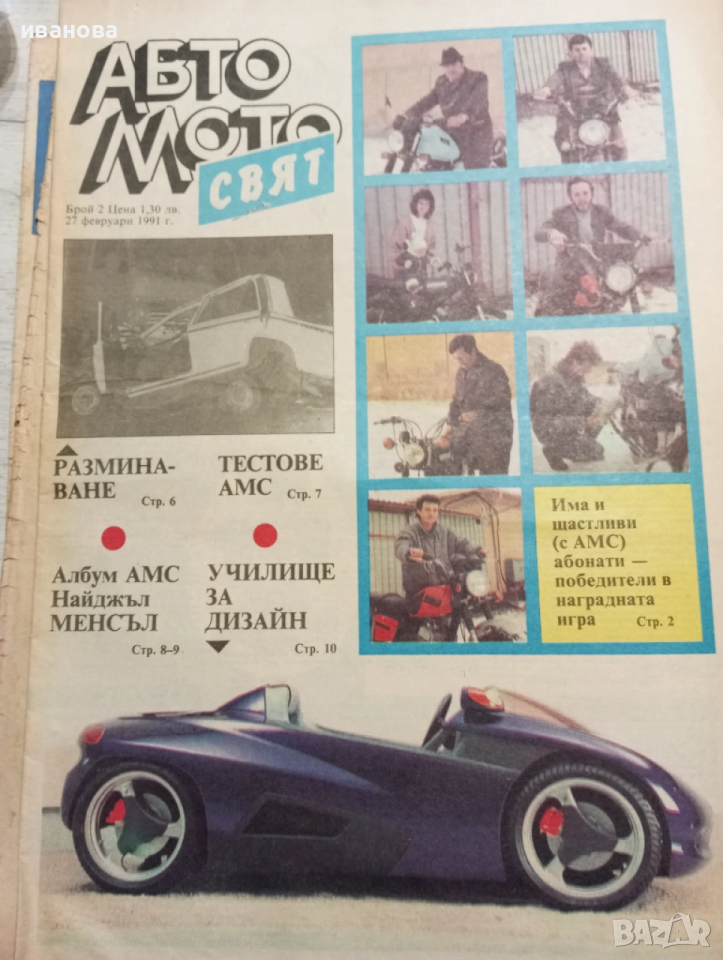 иванова
АВТО
МОТО
СВЯТ
Брой 2 Цена 1,30 лв.
27 февруари 1991 г.
РАЗМИНА-
ВАНЕ
Стр. 6
ТЕСТОВЕ
АМС Стр. 7
Албум АМС
Найджъл
МЕНСЪЛ
Стр. 8–9
УЧИЛИЩЕ
ЗА
ДИЗАЙН
Стр. 10
Има и
щастливи
(с АМС)
абонати —
победители в
наградната
игра Стр. 2
BAZAR